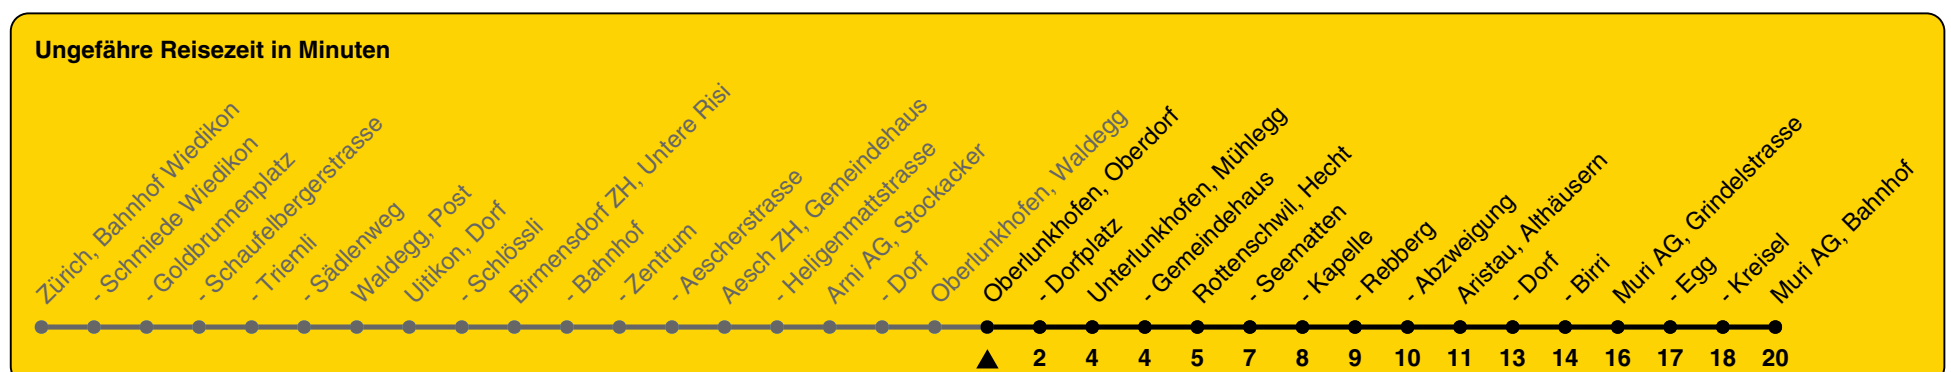 Ungefähre Reisezeit in Minuten
Zürich, Bahnhof Wiedikon
- Schmiede Wiedikon
- Goldbrunnenplatz
- Schaufelbergerstrasse
- Triemli
- Sädlenweg
Waldegg, Post
Uitikon, Dorf
- Schlössli
Birmensdorf ZH, Untere Risi
- Bahnhof
- Zentrum
- Aescherstrasse
Aesch ZH, Gemeindehaus
- Heligenmattstrasse
Arni AG, Stockacker
- Dorf
Oberlunkhofen, Waldegg
Oberlunkhofen, Oberdorf
- Dorfplatz
Unterlunkhofen, Mühlegg
- Gemeindehaus
Rottenschwil, Hecht
- Seematten
- Kapelle
- Rebberg
- Abzweigung
Aristau, Althäusern
- Dorf
- Birri
Muri AG, Grindelstrasse
- Egg
- Kreisel
Muri AG, Bahnhof
2 4 4 5 7 8 9 10 11 13 14 16 17 18 20